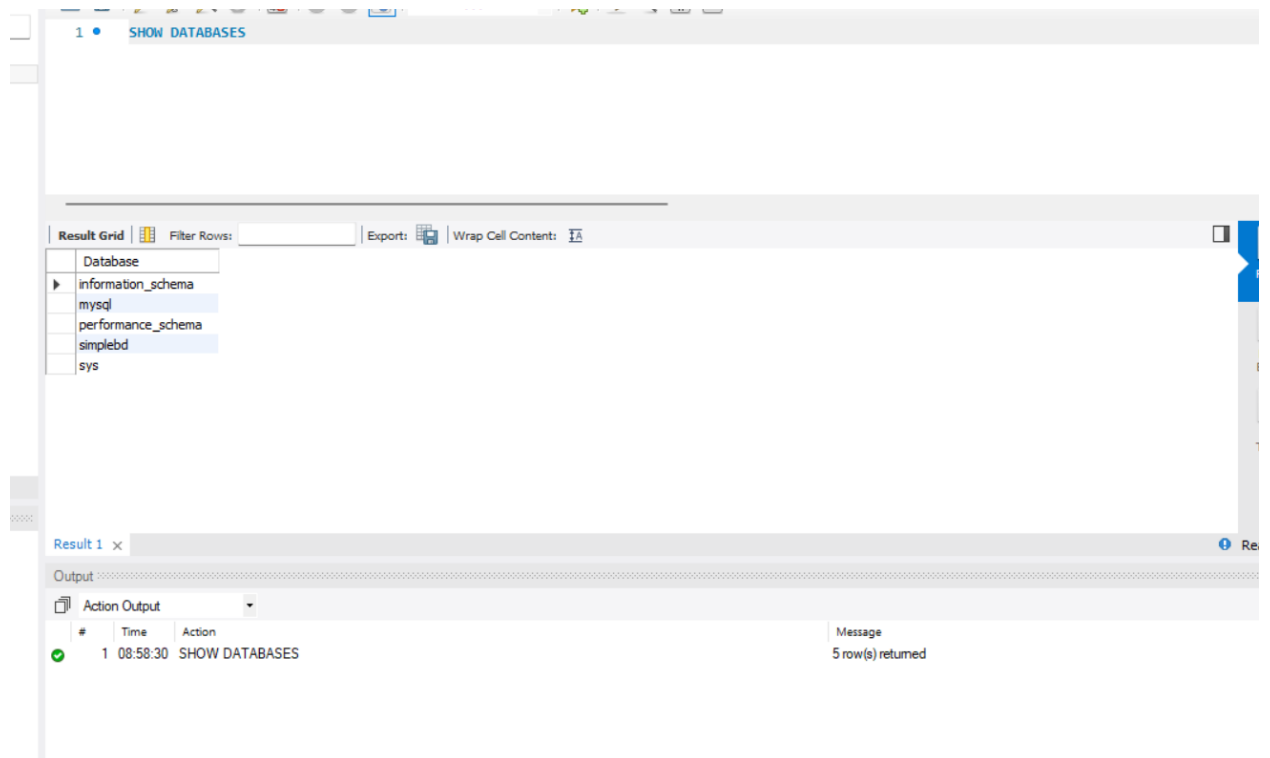 1 SHOW DATABASES
Result Grid Filter Rows: Export: Wrap Cell Content: IA
Database
information_schema
mysql
performance_schema
simplebd
sys
Result 1
Output
Action Output
# Time Action Message
1 08:58:30 SHOW DATABASES 5 row(s) returned